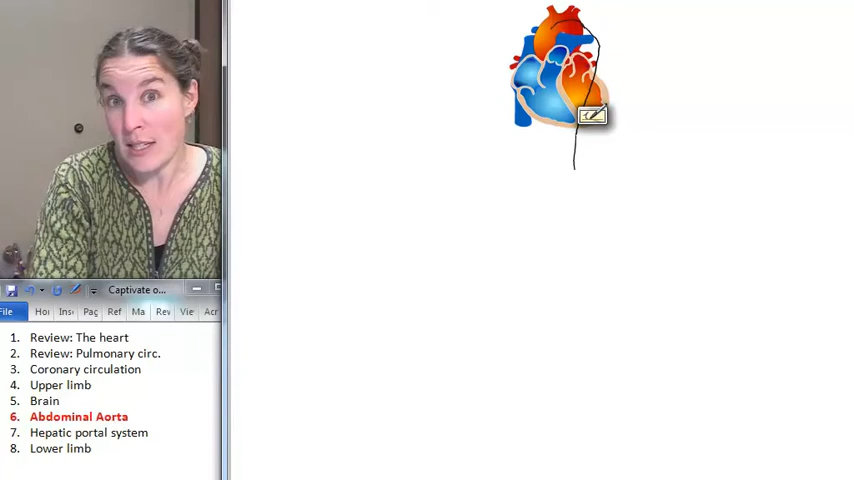 Captivate o...
File Hor Ins Pag Ref Ma Rev Vie Acr
1. Review: The heart
2. Review: Pulmonary circ.
3. Coronary circulation
4. Upper limb
5. Brain
6. Abdominal Aorta
7. Hepatic portal system
8. Lower limb